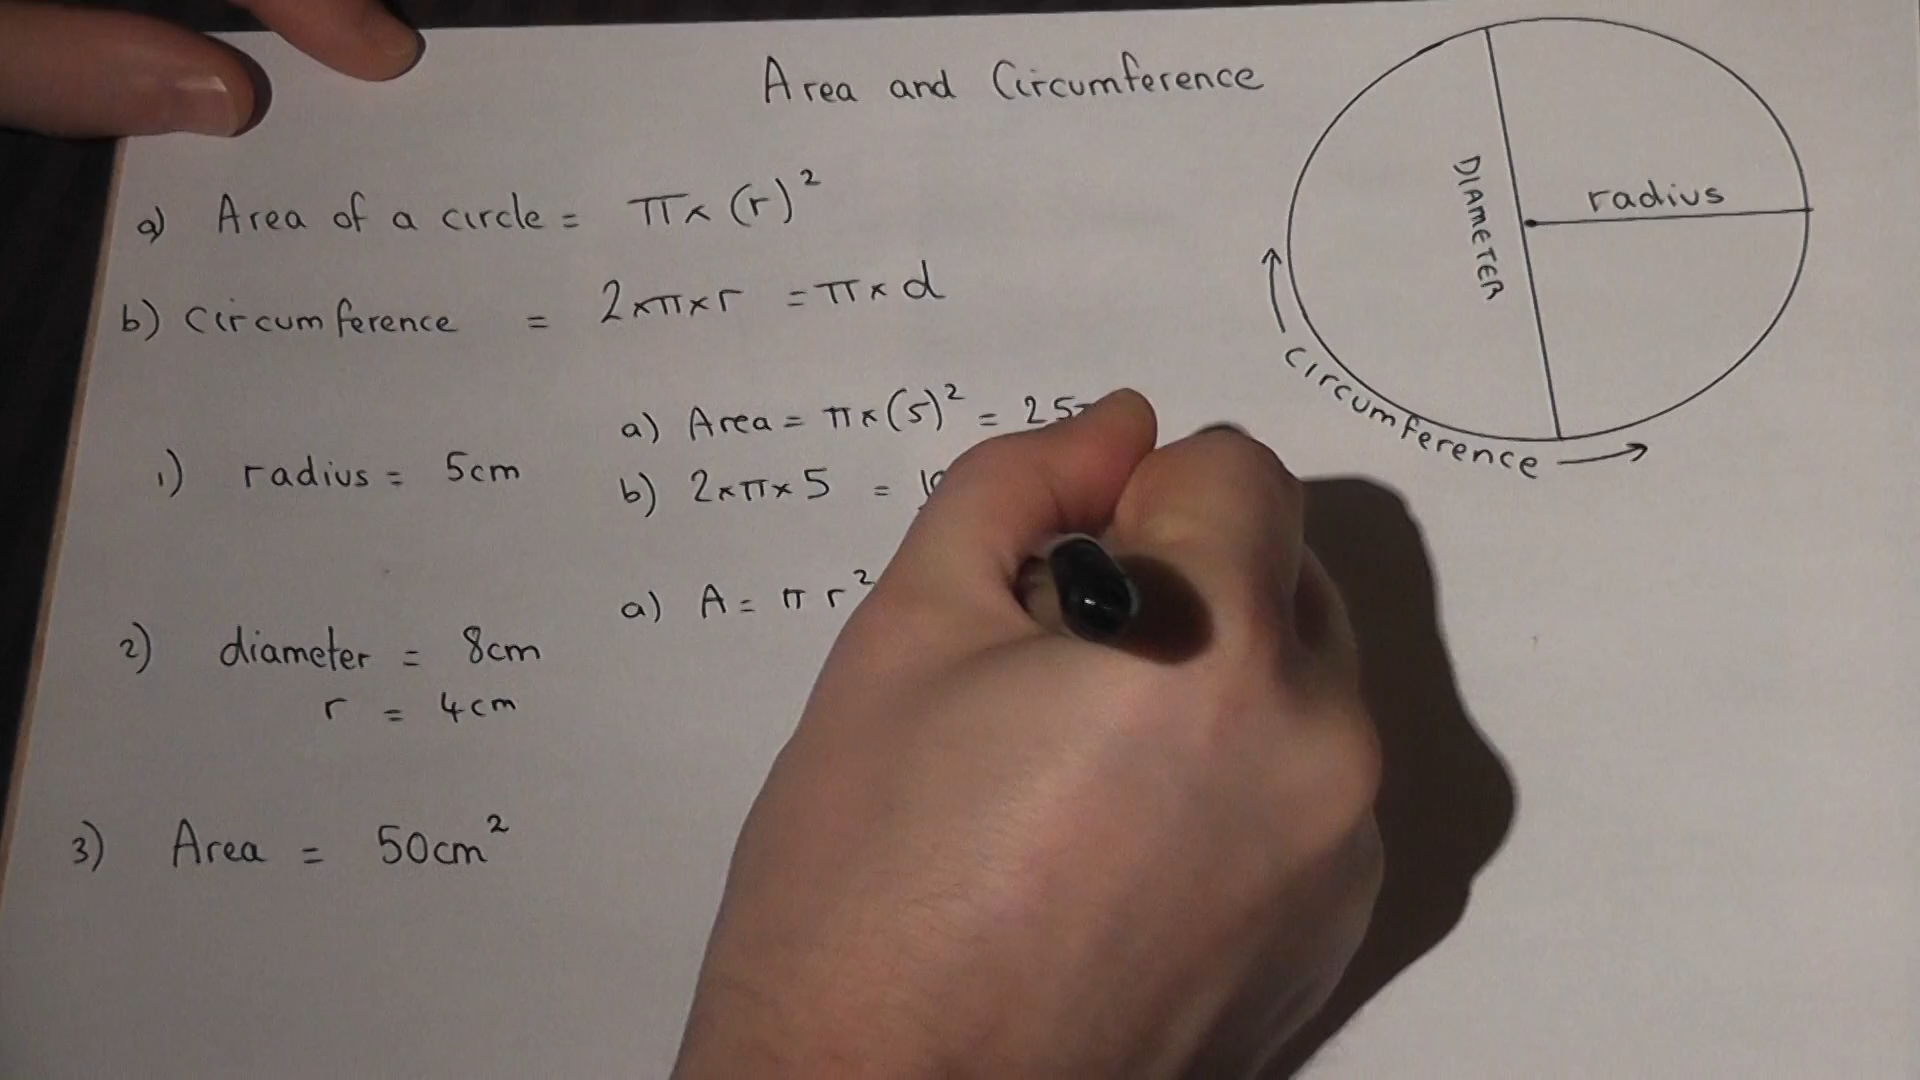 Area and Circumference
a) Area of a circle = π × (r)²
b) Circumference = 2×π×r = π × d
DIAMETER
radius
circumference
1) radius = 5cm
a) Area = π × (5)² = 25
b) 2×π×5 =
2) diameter = 8cm
r = 4cm
a) A = π r²
3) Area = 50cm²